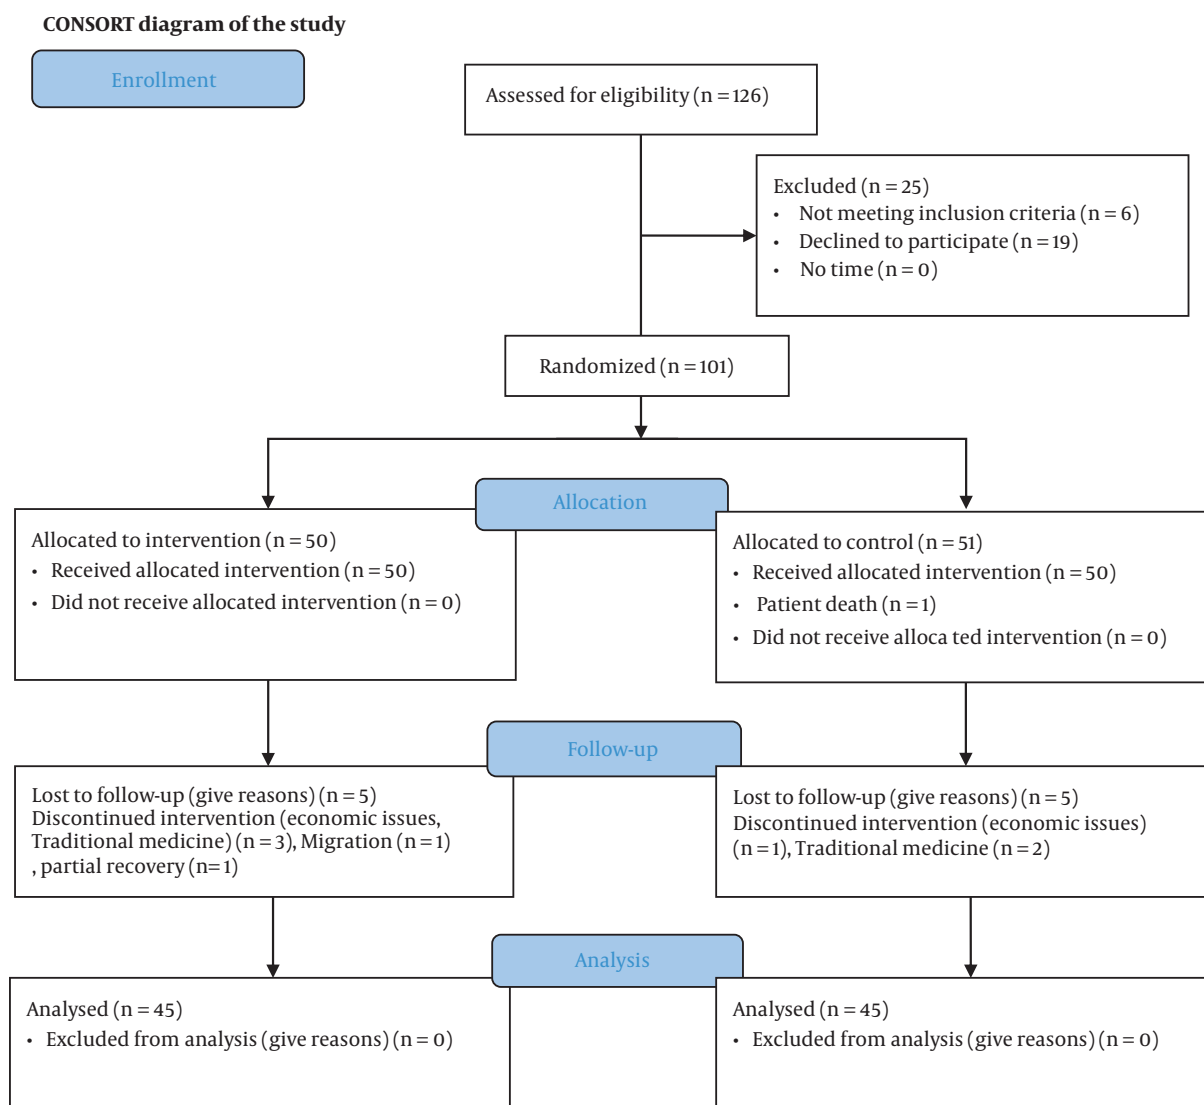 CONSORT diagram of the study
Enrollment
Assessed for eligibility (n = 126)
Excluded (n = 25)
• Not meeting inclusion criteria (n = 6)
• Declined to participate (n = 19)
• No time (n = 0)
Randomized (n = 101)
Allocation
Allocated to intervention (n = 50)
• Received allocated intervention (n = 50)
• Did not receive allocated intervention (n = 0)
Allocated to control (n = 51)
• Received allocated intervention (n = 50)
• Patient death (n = 1)
• Did not receive alloca ted intervention (n = 0)
Follow-up
Lost to follow-up (give reasons) (n = 5)
Discontinued intervention (economic issues,
Traditional medicine) (n = 3), Migration (n = 1)
, partial recovery (n= 1)
Lost to follow-up (give reasons) (n = 5)
Discontinued intervention (economic issues)
(n = 1), Traditional medicine (n = 2)
Analysis
Analysed (n = 45)
• Excluded from analysis (give reasons) (n = 0)
Analysed (n = 45)
• Excluded from analysis (give reasons) (n = 0)